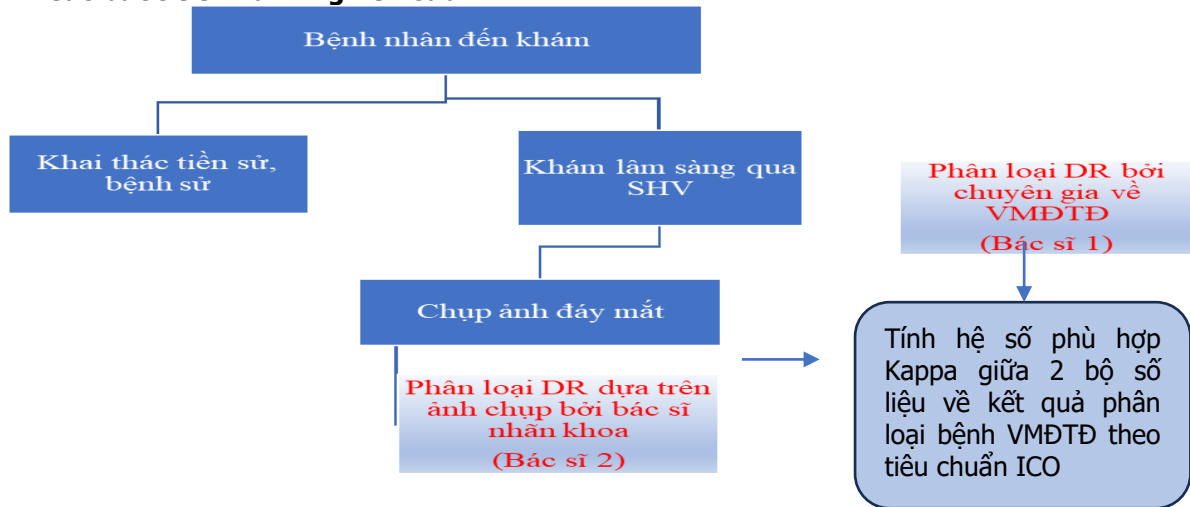 Bệnh nhân đến khám
Khai thác tiền sử,
bệnh sử
Khám lâm sàng qua
SHV
Phân loại DR bởi
chuyên gia về
VMĐTĐ
(Bác sĩ 1)
Chụp ảnh đáy mắt
Phân loại DR dựa trên
ảnh chụp bởi bác sĩ
nhãn khoa
(Bác sĩ 2)
Tính hệ số phù hợp
Kappa giữa 2 bộ số
liệu về kết quả phân
loại bệnh VMĐTĐ theo
tiêu chuẩn ICO